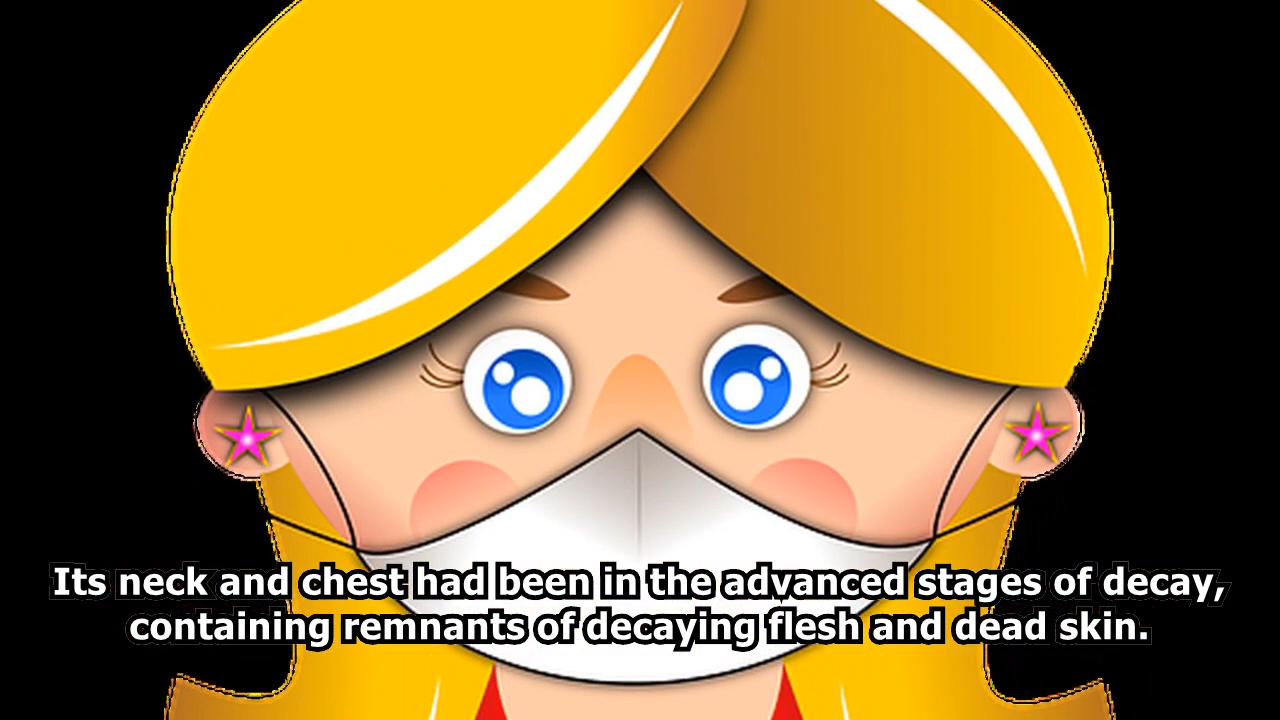 Its neck and chest had been in the advanced stages of decay,
containing remnants of decaying flesh and dead skin.